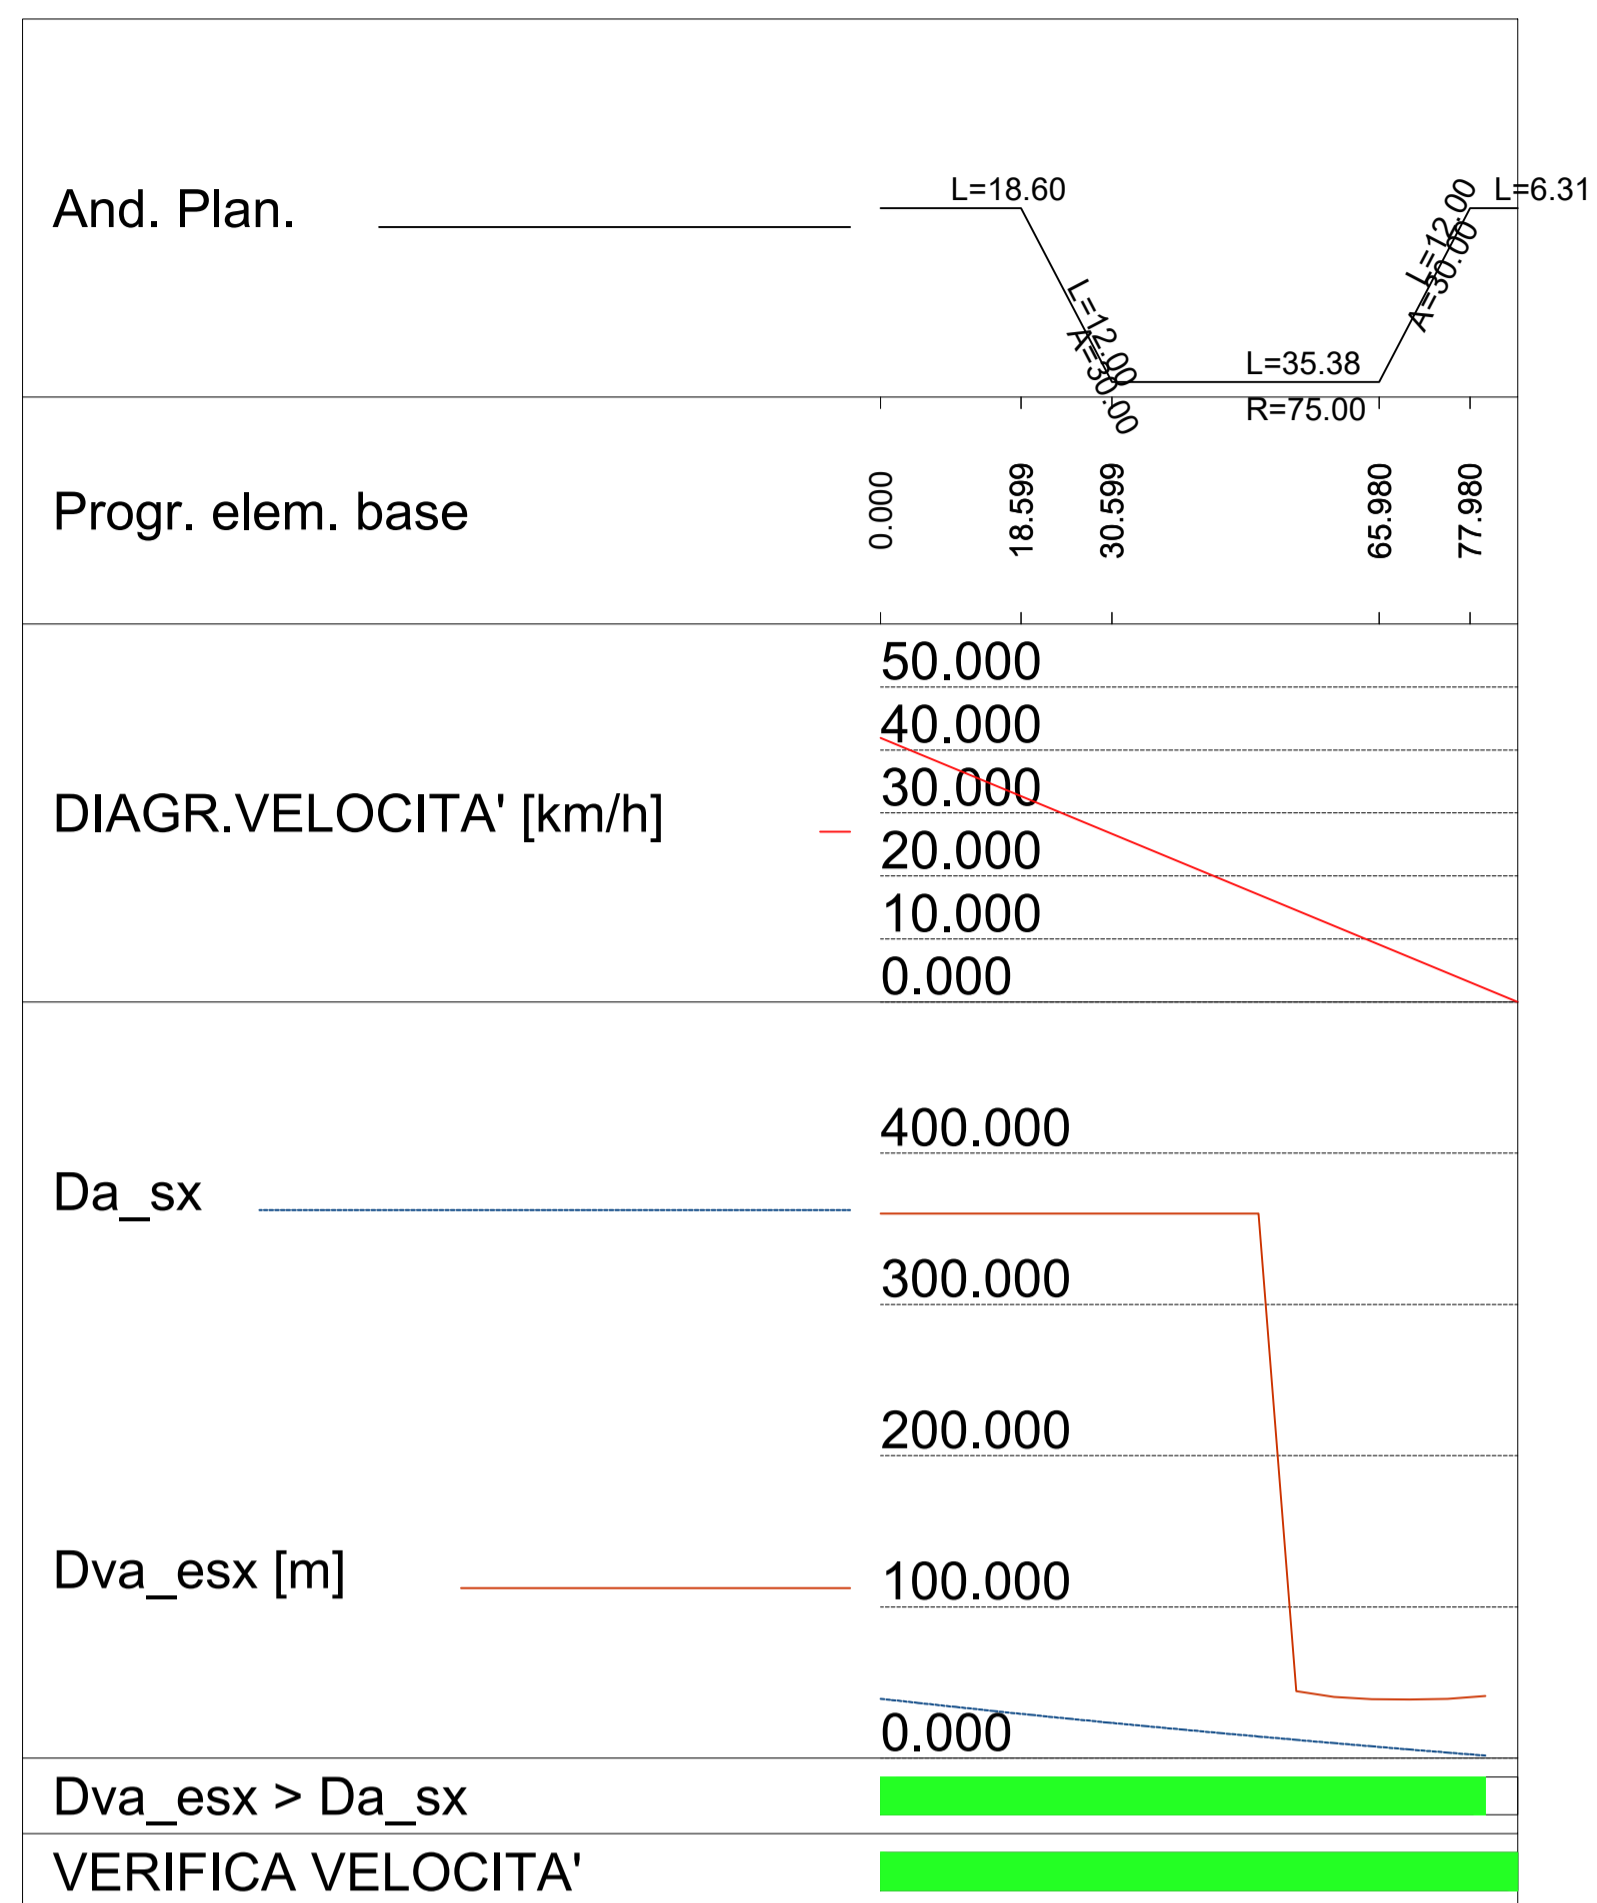 And. Plan.
L=18.60
L=12.00
A=30.00
L=35.38
R=75.00
L=12.00
A=30.00
L=6.31
Progr. elem. base
0.000
18.599
30.599
65.980
77.980
DIAGR.VELOCITA' [km/h]
50.000
40.000
30.000
20.000
10.000
0.000
Da_sx
400.000
300.000
200.000
Dva_esx [m]
100.000
0.000
Dva_esx > Da_sx
VERIFICA VELOCITA'